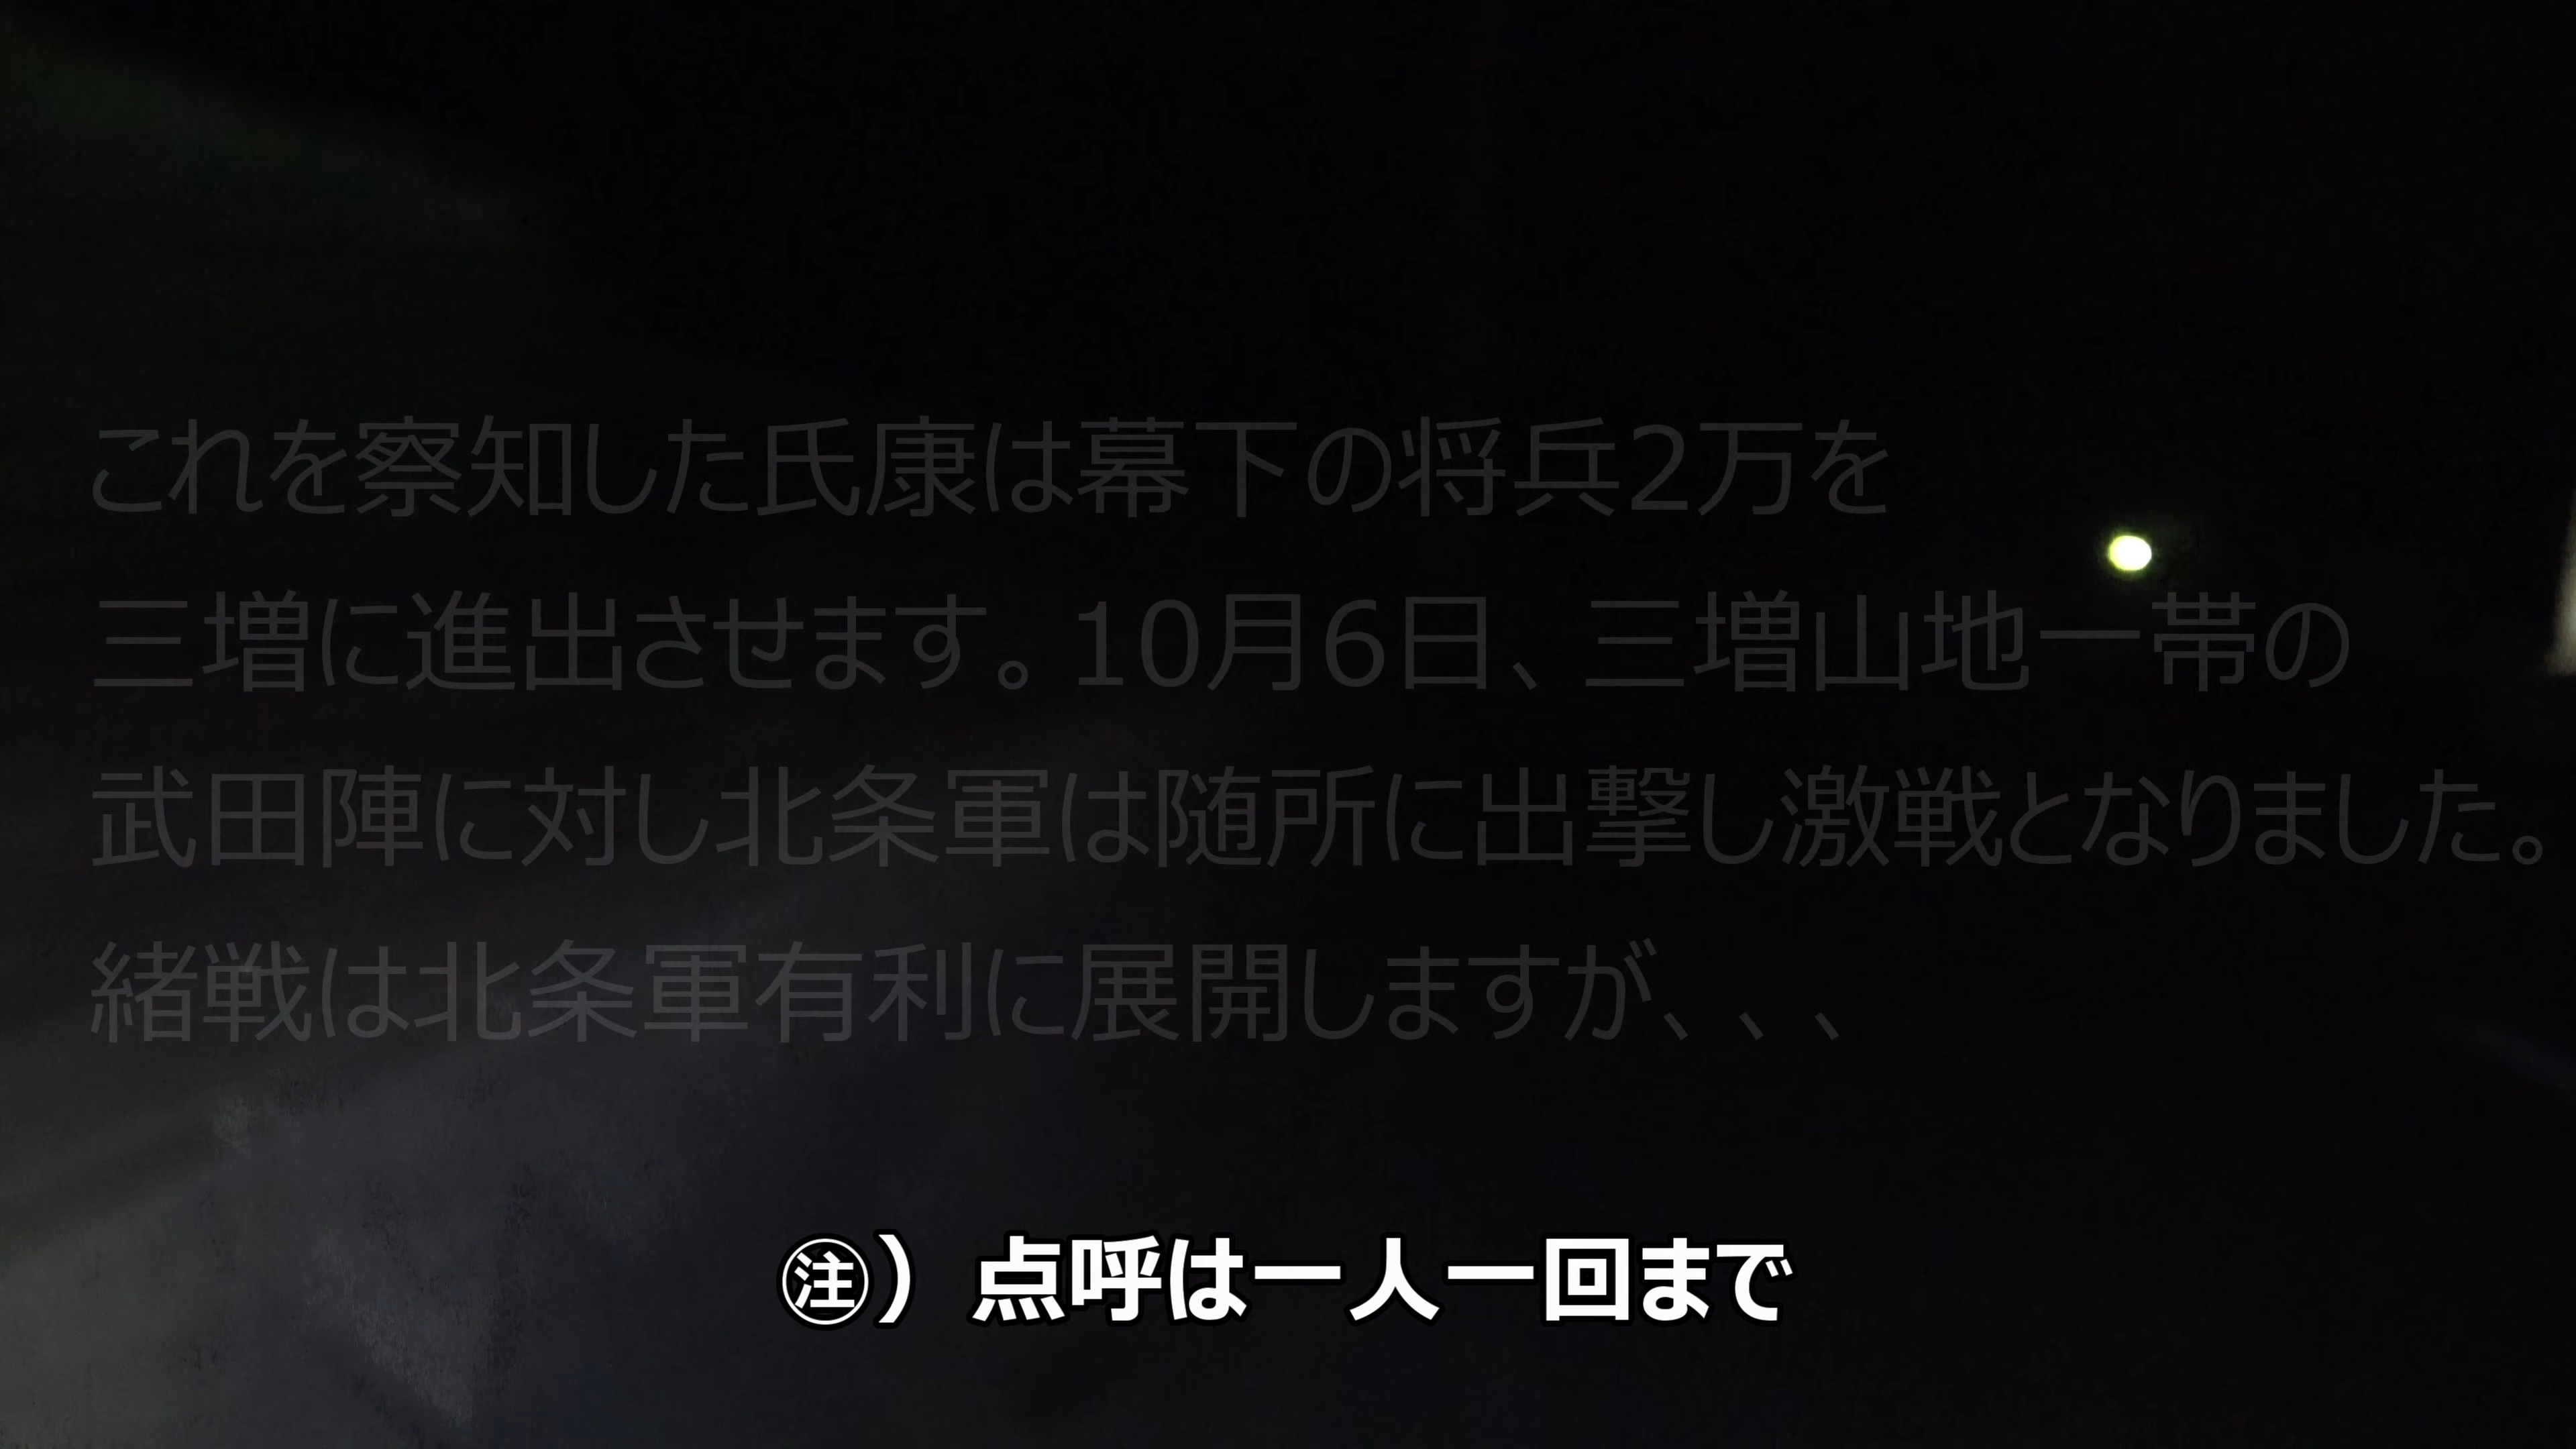 これを察知した氏康は幕下の将兵2万を
三増に進出させます。10月6日、三増山地一帯の
武田陣に対し北条軍は随所に出撃し激戦となりました。
緒戦は北条軍有利に展開しますが、、、
㊟）点呼は一人一回まで